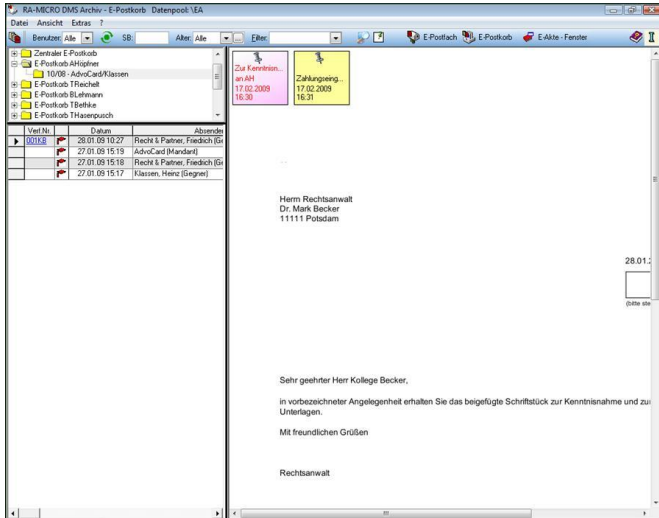 RA-MICRO DMS Archiv - E-Postkorb Datenpool: \EA
Datei Ansicht Extras ?
Benutzer: Alle SB: Alter: Alle ... Filter: E-Postfach E-Postkorb E-Akte - Fenster
Zentraler E-Postkorb
E-Postkorb AHöpfner
10/08 - AdvoCard/Klassen
E-Postkorb TReichelt
E-Postkorb BLehmann
E-Postkorb TBethke
E-Postkorb THasenpusch
Verf.Nr. Datum Absender
001KB 28.01.09 10:27 Recht & Partner, Friedrich (Ge
27.01.09 15:19 AdvoCard (Mandant)
27.01.09 15:18 Recht & Partner, Friedrich (Ge
27.01.09 15:17 Klassen, Heinz (Gegner)
Zur Kenntnisn...
an AH
17.02.2009
16:30
Zahlungseing...
17.02.2009
16:31
Herrn Rechtsanwalt
Dr. Mark Becker
11111 Potsdam
28.01.2
(bitte ste
Sehr geehrter Herr Kollege Becker,
in vorbezeichneter Angelegenheit erhalten Sie das beigefügte Schriftstück zur Kenntnisnahme und zu
Unterlagen.
Mit freundlichen Grüßen
Rechtsanwalt